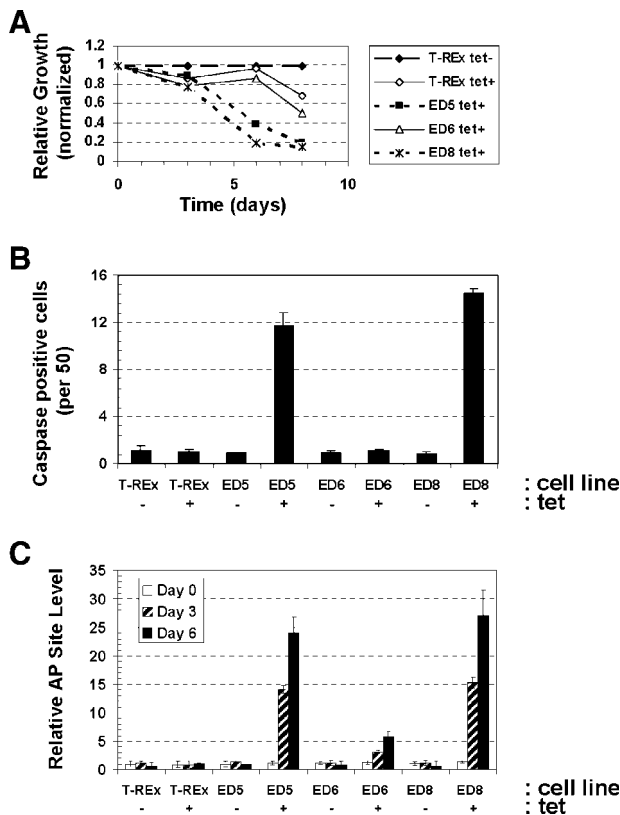 A
Relative Growth
(normalized)
1.2
1
0.8
0.6
0.4
0.2
0
0 5 10
Time (days)
T-REx tet-
T-REx tet+
ED5 tet+
ED6 tet+
ED8 tet+
B
Caspase positive cells
(per 50)
16
12
8
4
0
T-REx T-REx ED5 ED5 ED6 ED6 ED8 ED8 : cell line
- + - + - + - + : tet
C
Relative AP Site Level
35
30
25
20
15
10
5
0
Day 0
Day 3
Day 6
T-REx T-REx ED5 ED5 ED6 ED6 ED8 ED8 : cell line
- + - + - + - + : tet